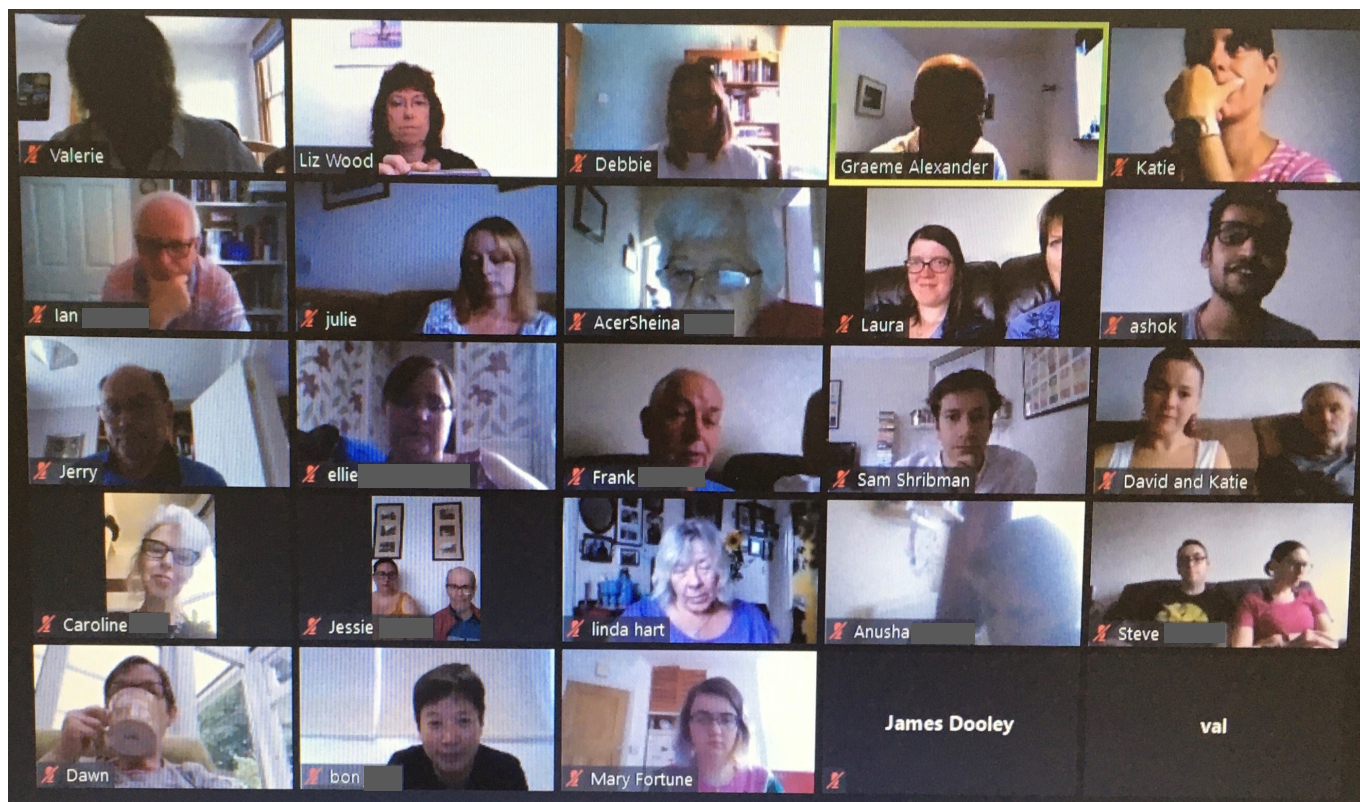 Valerie
Liz Wood
Debbie
Graeme Alexander
Katie
Ian
julie
AcerSheina
Laura
ashok
Jerry
ellie
Frank
Sam Shribman
David and Katie
Caroline
Jessie
linda hart
Anusha
Steve
Dawn
bon
Mary Fortune
James Dooley
val